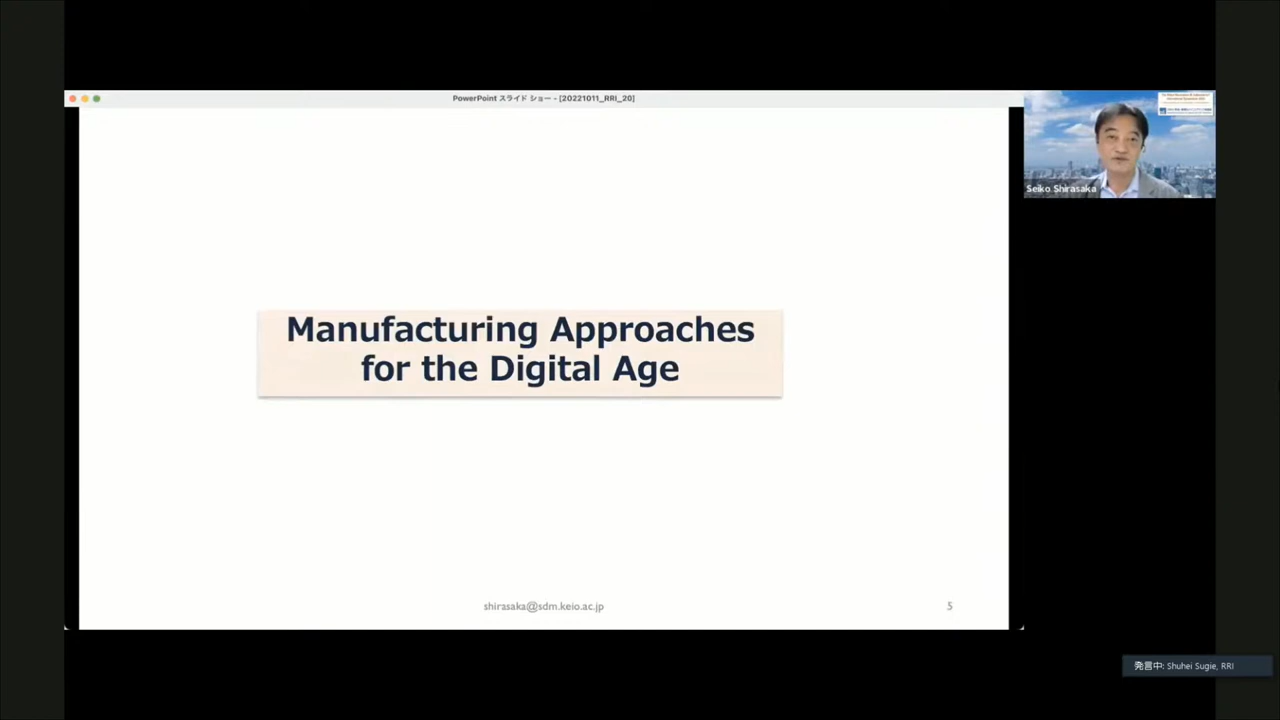 PowerPoint スライド ショー - [20221011_RRI_20]
Seiko Shirasaka
Manufacturing Approaches
for the Digital Age
shirasaka@sdm.keio.ac.jp
5
発言中: Shuhei Sugie, RRI